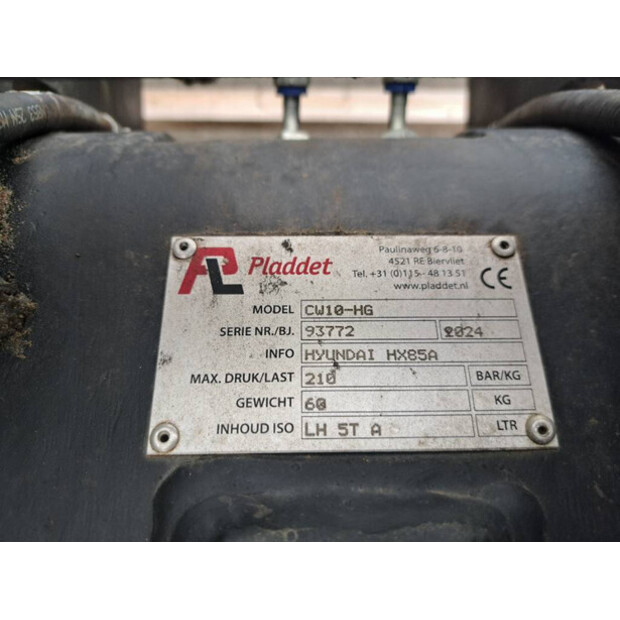 PL Pladdet
Paulinaweg 6-8-10
4521 RE Biervliet
Tel. +31 (0)115 - 48 13 51
www.pladdet.nl
CE
MODEL CW10-HG
SERIE NR./BJ. 93772 2024
INFO HYUNDAI HX85A
MAX. DRUK/LAST 210 BAR/KG
GEWICHT 60 KG
INHOUD ISO LH 5T A LTR